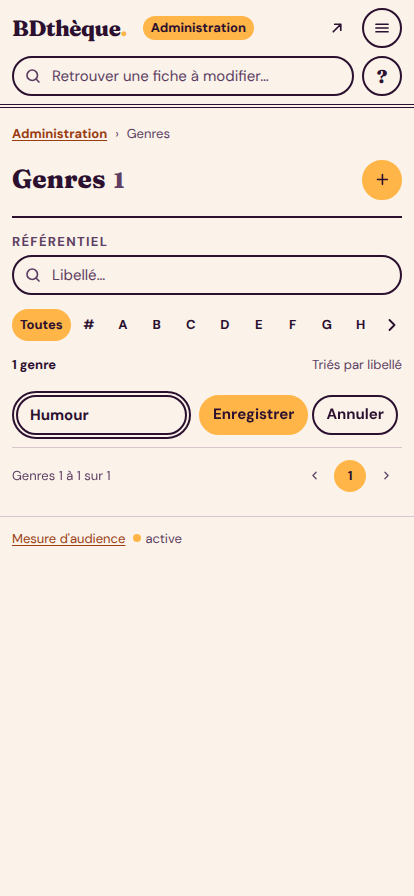 BDthèque. Administration
Retrouver une fiche à modifier… ?
Administration › Genres
Genres 1 +
RÉFÉRENTIEL
Libellé…
Toutes # A B C D E F G H
1 genre Triés par libellé
Humour Enregistrer Annuler
Genres 1 à 1 sur 1 ‹ 1 ›
Mesure d'audience active